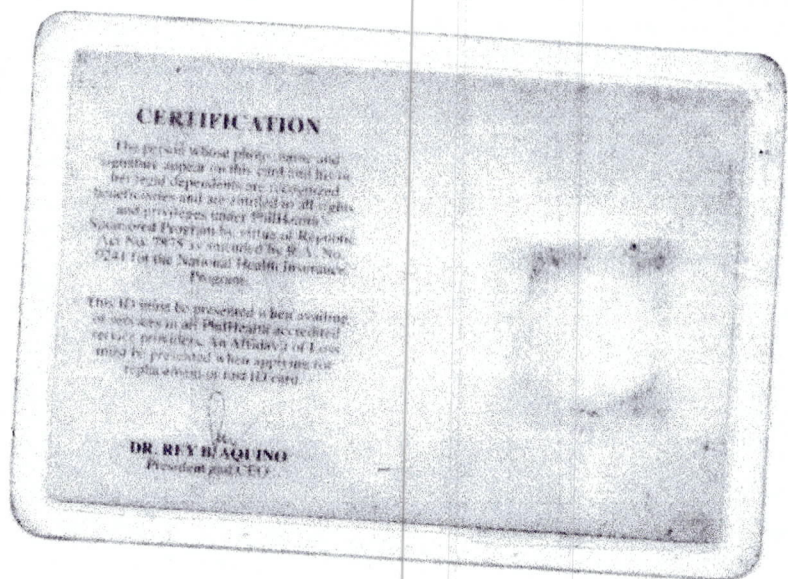 CERTIFICATION
The person whose photo, name and
signature appear on this card and his or
her legal dependents are recognized
beneficiaries and are entitled to all rights
and privileges under PhilHealth's
Sponsored Program by virtue of Republic
Act No. 7875 as amended by R.A. No.
9241 for the National Health Insurance
Program.
This ID must be presented when availing
of services in all PhilHealth accredited
service providers. An Affidavit of Loss
must be presented when applying for
replacement of lost ID card.
DR. REY B. AQUINO
President and CEO